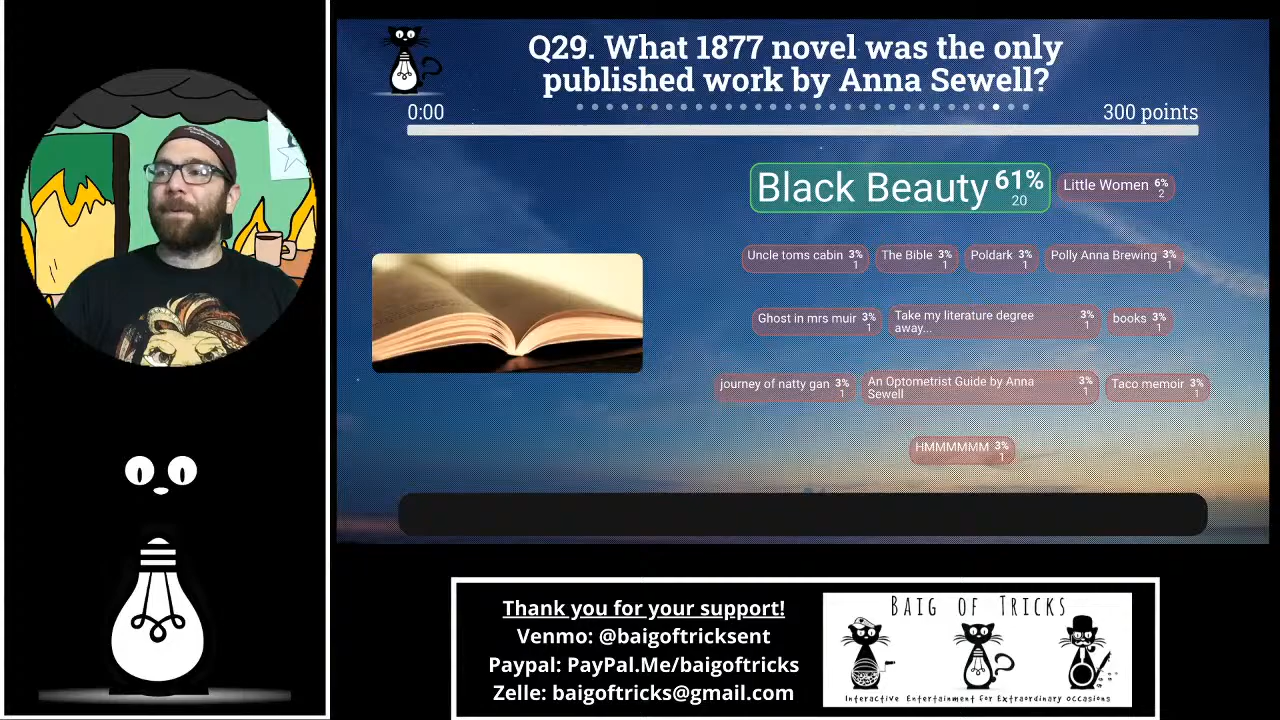 Q29. What 1877 novel was the only
published work by Anna Sewell?
0:00
300 points
Black Beauty 61% 20
Little Women 6% 2
Uncle toms cabin 3% 1
The Bible 3% 1
Poldark 3% 1
Polly Anna Brewing 3% 1
Ghost in mrs muir 3% 1
Take my literature degree
away... 3% 1
books 3% 1
journey of natty gan 3% 1
An Optometrist Guide by Anna
Sewell 3% 1
Taco memoir 3% 1
HMMMMMM 3% 1
Thank you for your support!
Venmo: @baigoftricksent
Paypal: PayPal.Me/baigoftricks
Zelle: baigoftricks@gmail.com
BAIG OF TRICKS
Interactive Entertainment for Extraordinary occasions